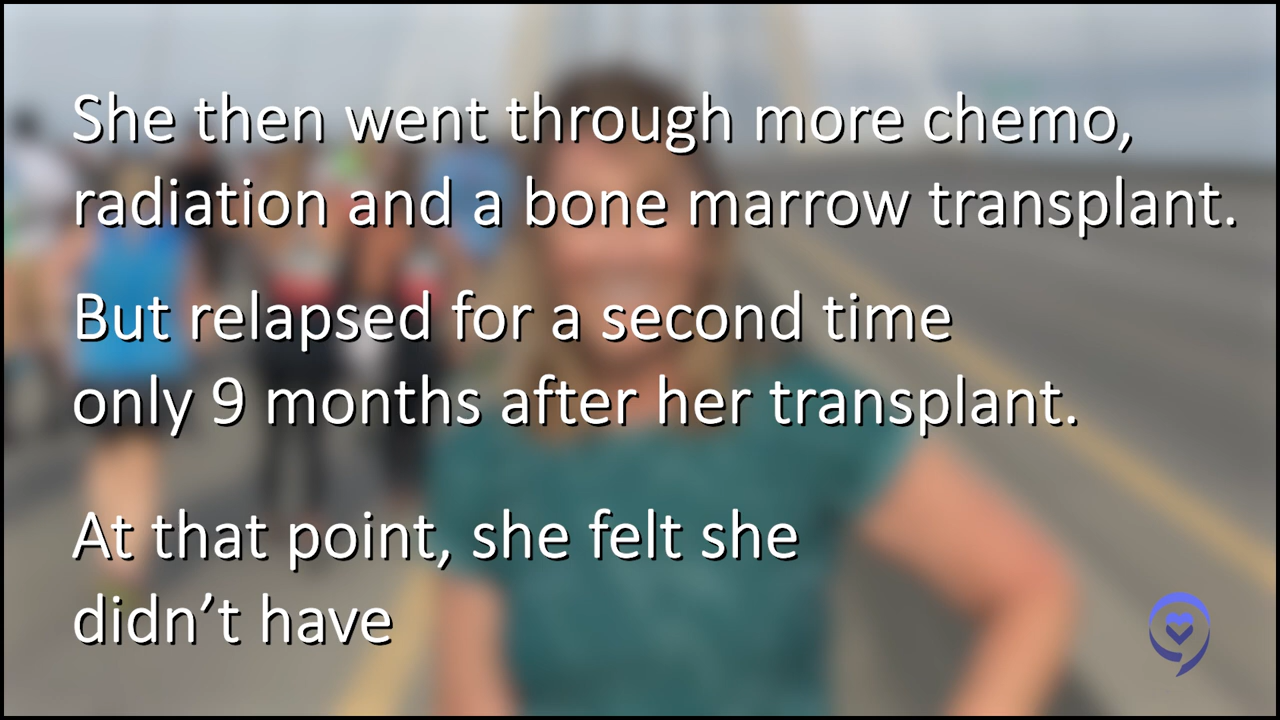 She then went through more chemo,
radiation and a bone marrow transplant.
But relapsed for a second time
only 9 months after her transplant.
At that point, she felt she
didn’t have